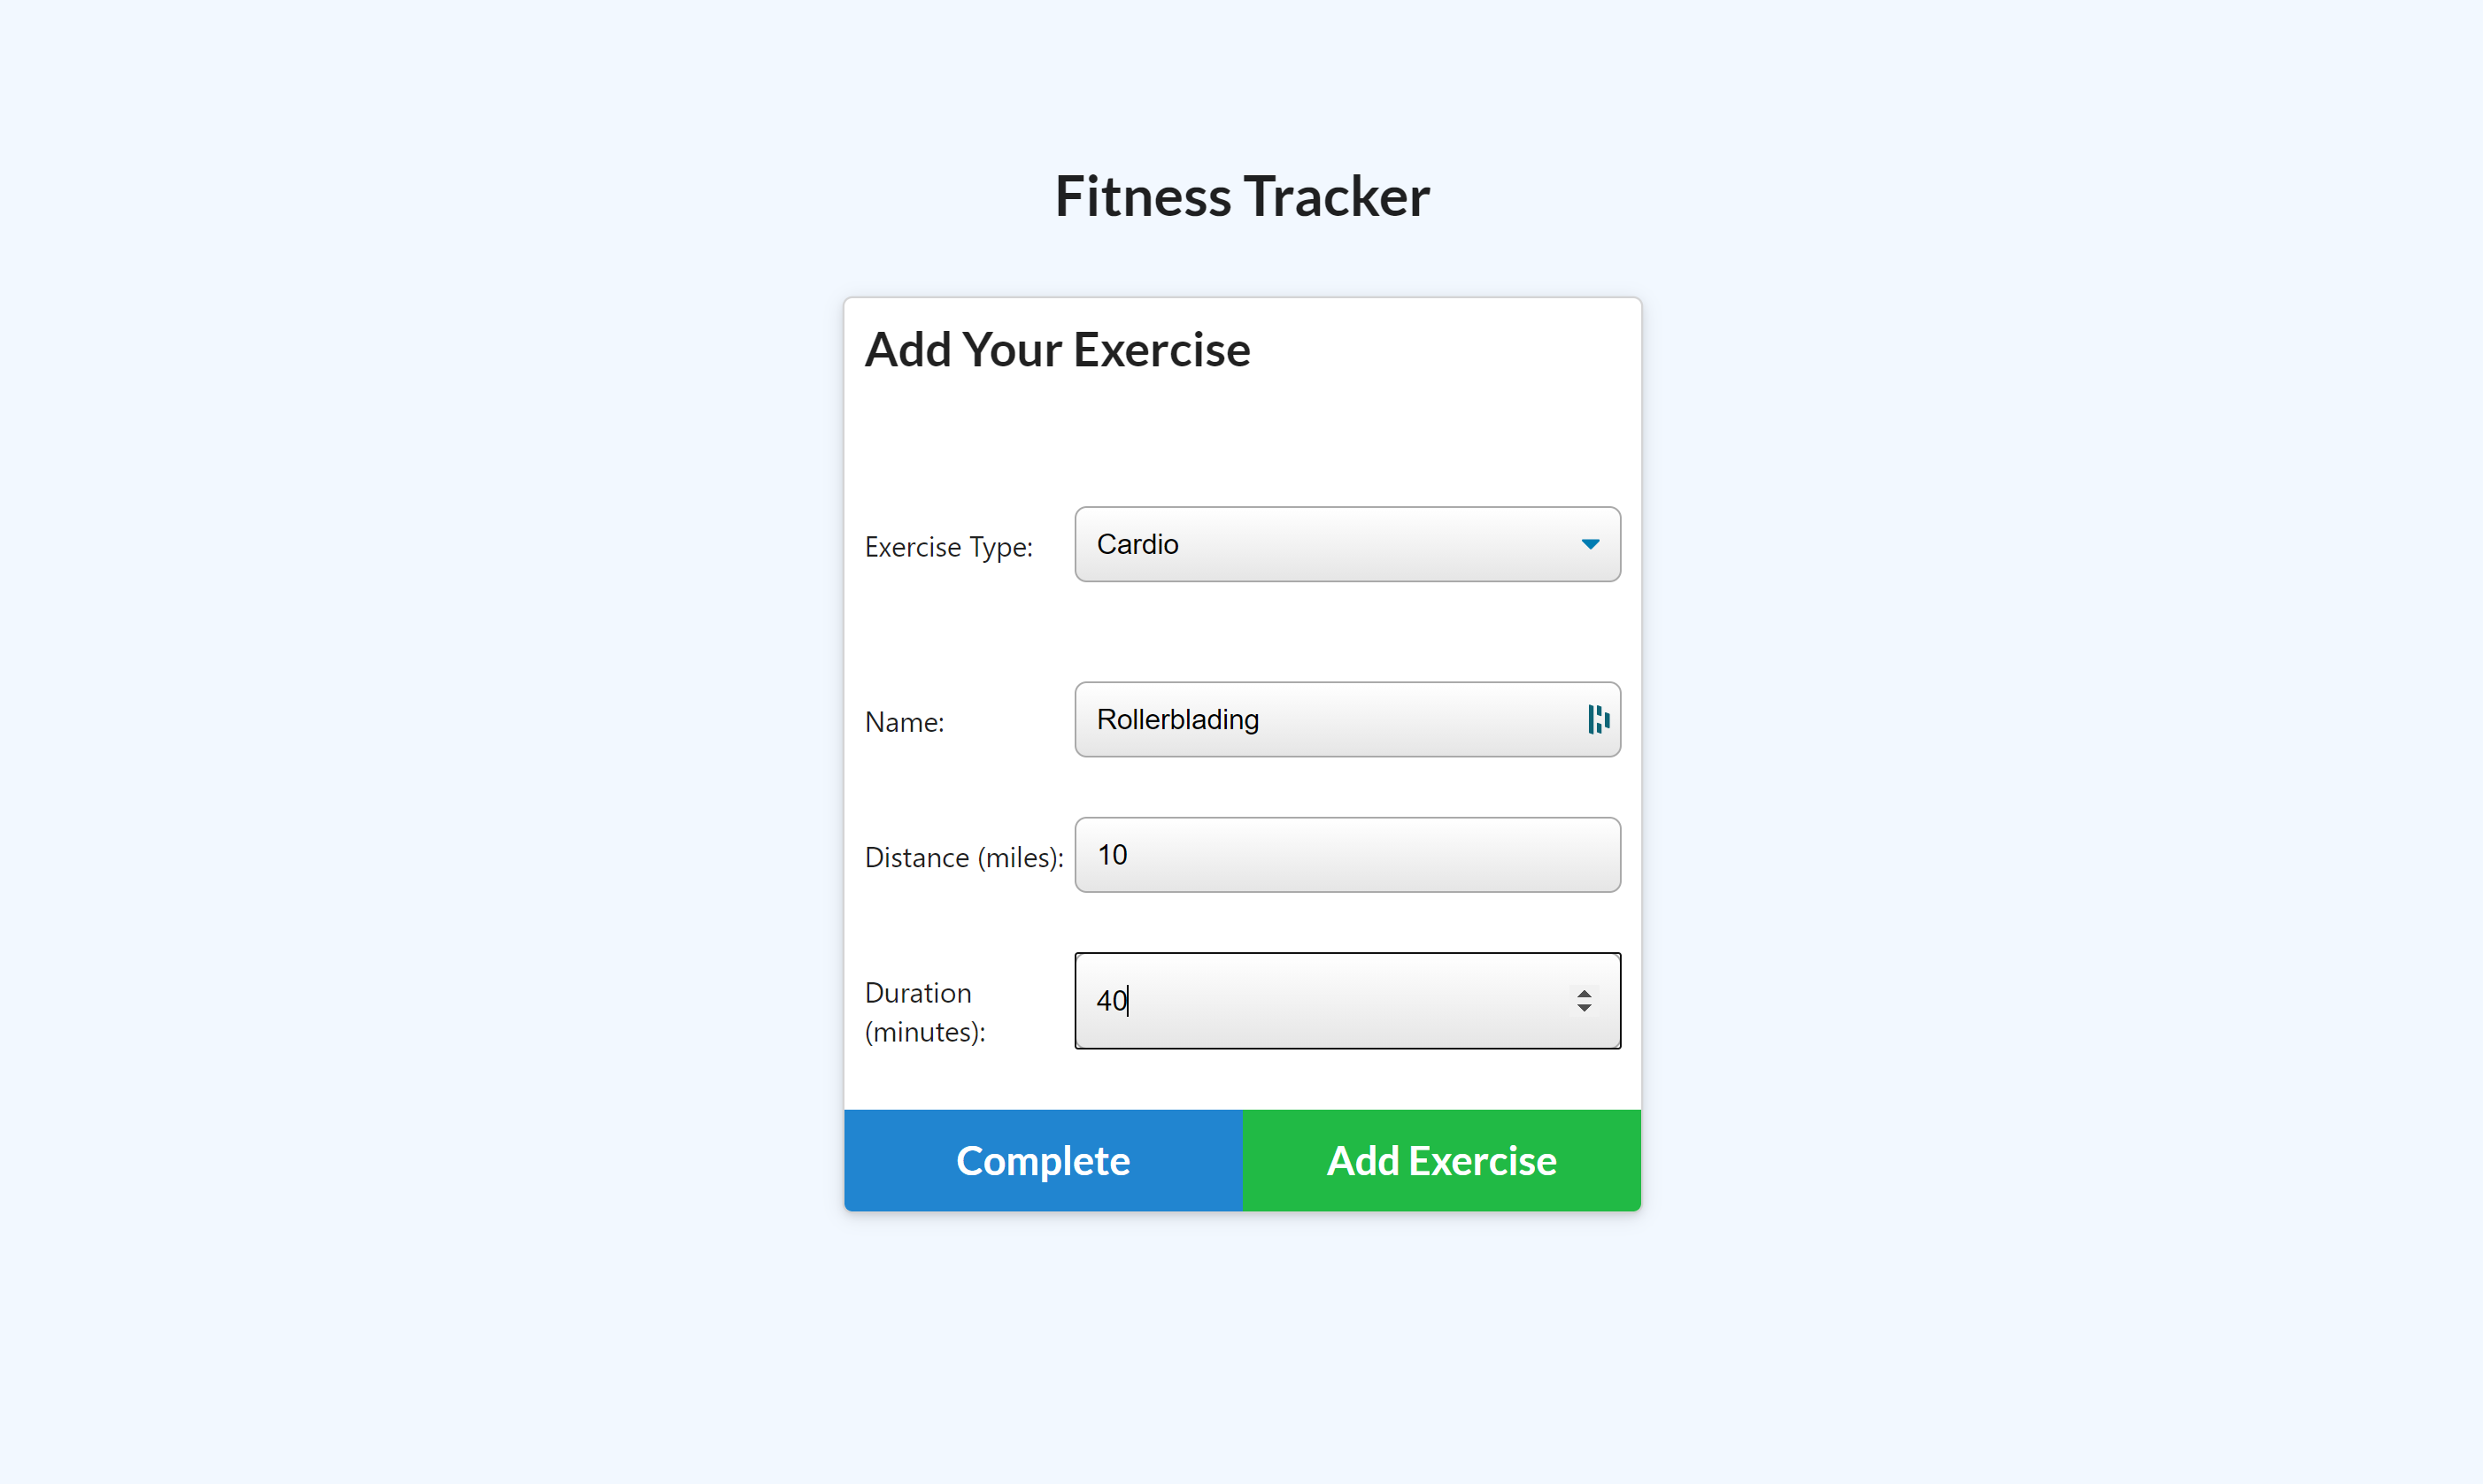 Fitness Tracker
Add Your Exercise
Exercise Type:
Cardio
Name:
Rollerblading
Distance (miles):
10
Duration
(minutes):
40
Complete
Add Exercise